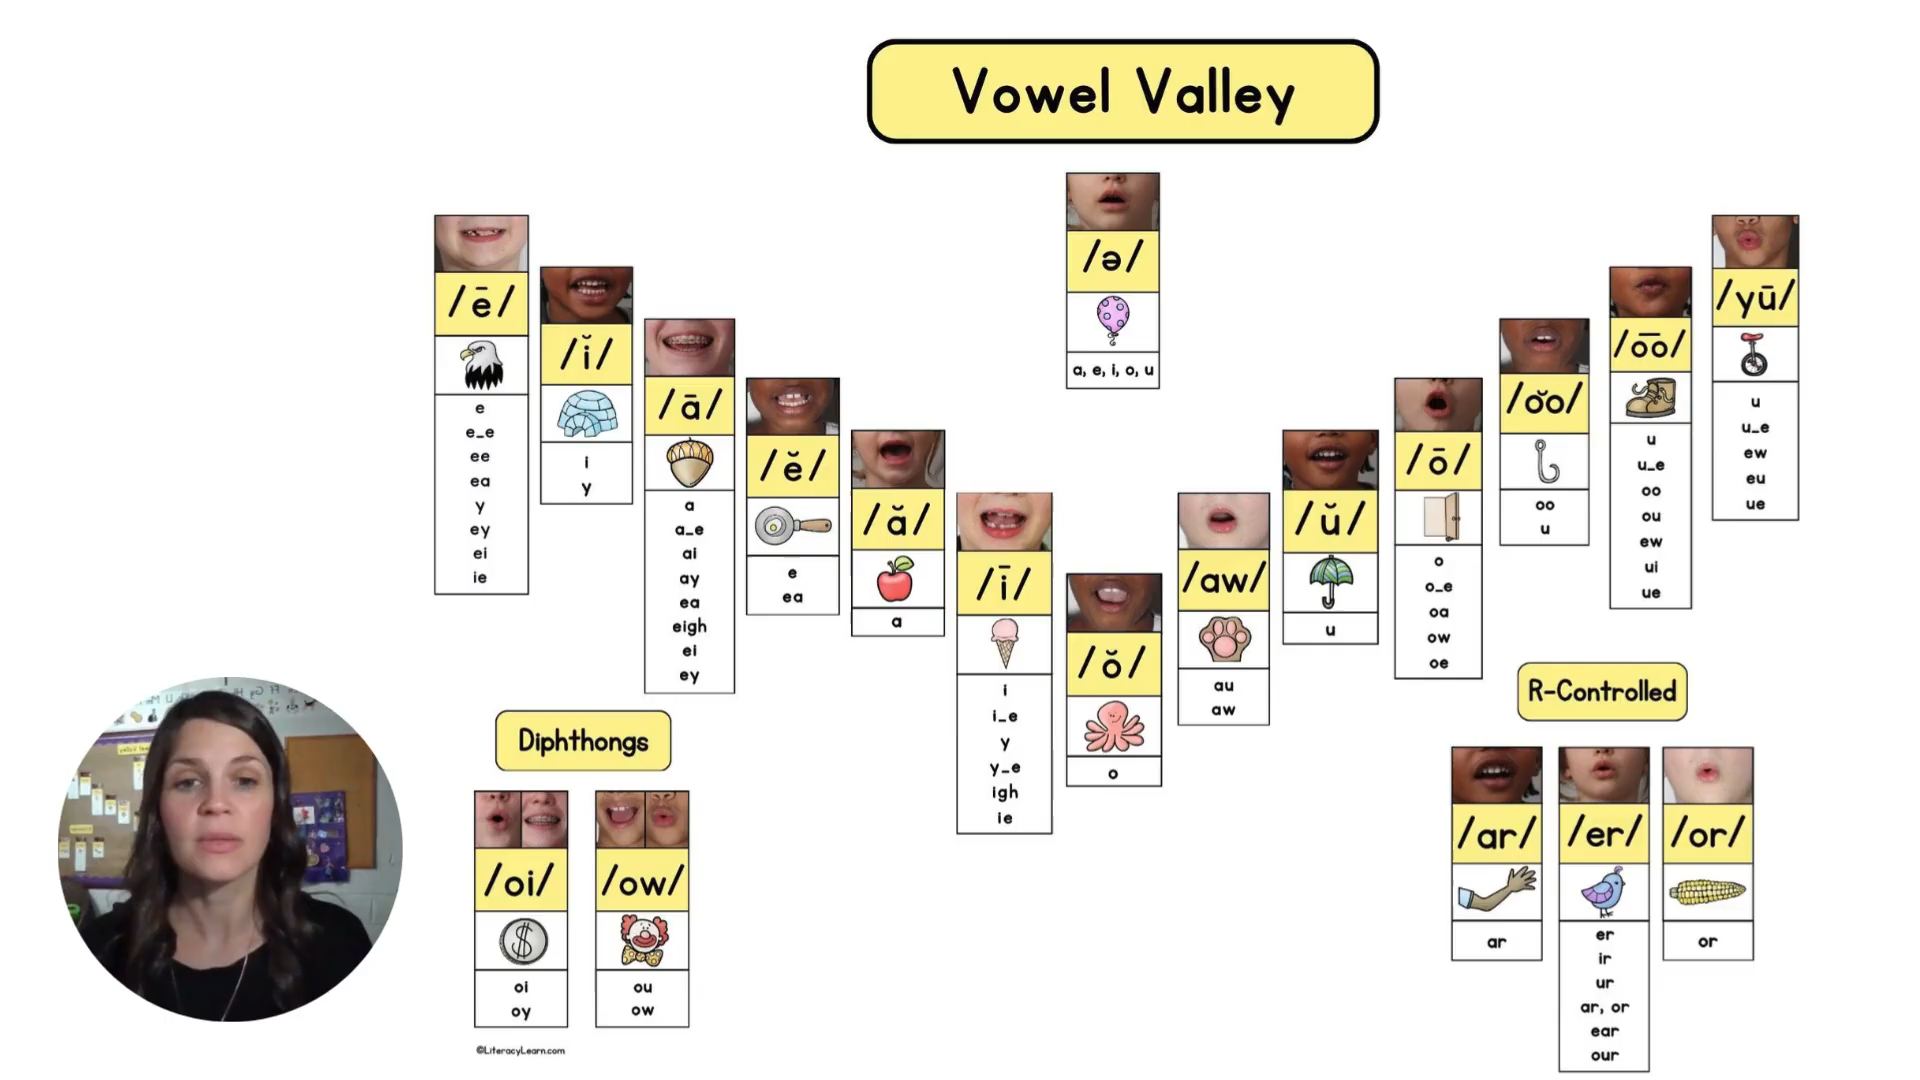 Vowel Valley
/ē/
e
e_e
ee
ea
y
ey
ei
ie
/ĭ/
i
y
/ā/
a
a_e
ai
ay
ea
eigh
ei
ey
/ĕ/
e
ea
/ă/
a
/ī/
i
i_e
y
y_e
igh
ie
/ŏ/
o
/ə/
a, e, i, o, u
/aw/
au
aw
/ŭ/
u
/ō/
o
o_e
oa
ow
oe
/o͝o/
oo
u
/o͞o/
u
u_e
oo
ou
ew
ui
ue
/yū/
u
u_e
ew
eu
ue
Diphthongs
/oi/
$
oi
oy
/ow/
ou
ow
©LiteracyLearn.com
R-Controlled
/ar/
ar
/er/
er
ir
ur
ar, or
ear
our
/or/
or